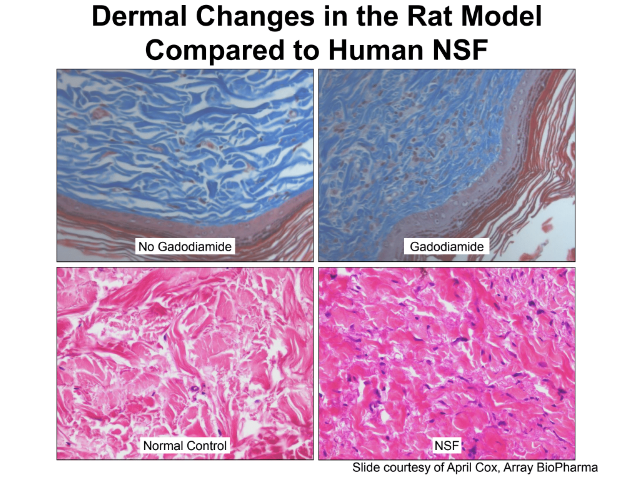 Dermal Changes in the Rat Model
Compared to Human NSF
No Gadodiamide
Gadodiamide
Normal Control
NSF
Slide courtesy of April Cox, Array BioPharma